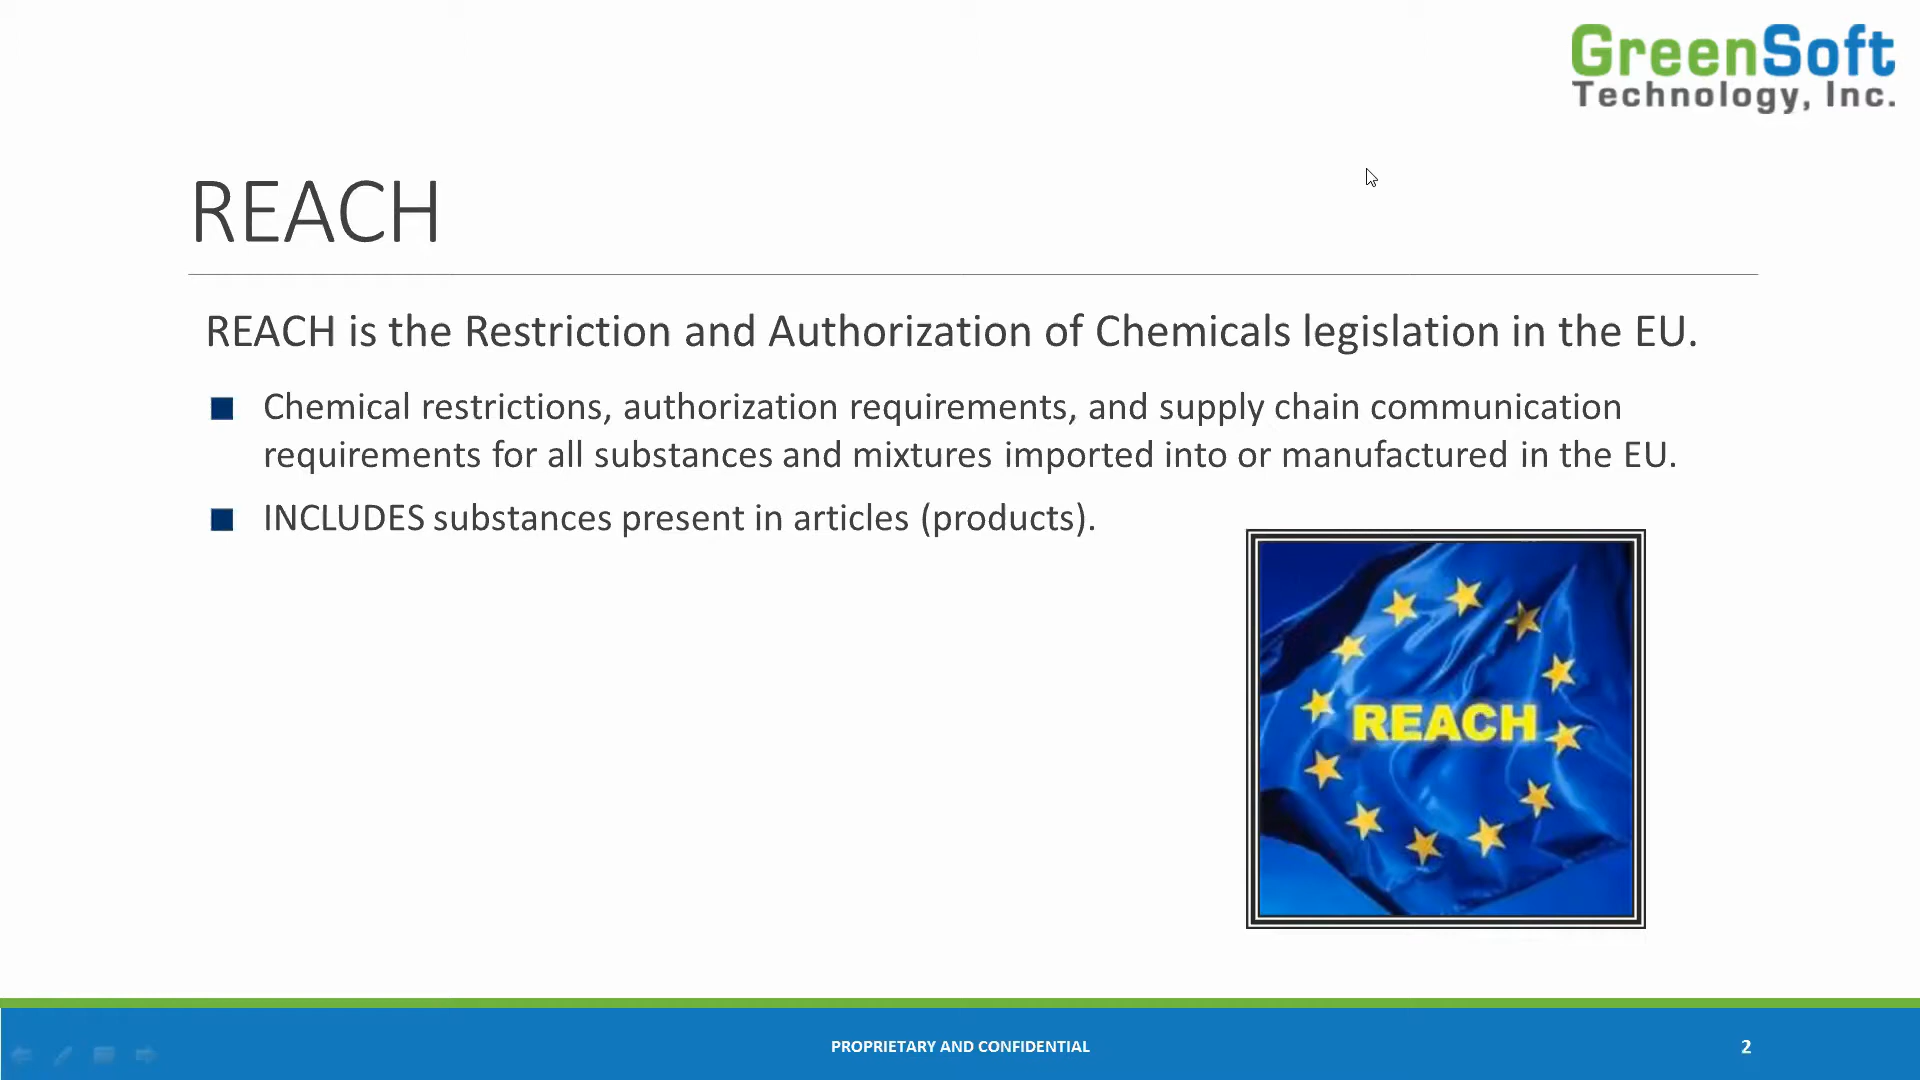 GreenSoft
Technology, Inc.
REACH
REACH is the Restriction and Authorization of Chemicals legislation in the EU.
Chemical restrictions, authorization requirements, and supply chain communication
requirements for all substances and mixtures imported into or manufactured in the EU.
INCLUDES substances present in articles (products).
REACH
PROPRIETARY AND CONFIDENTIAL
2